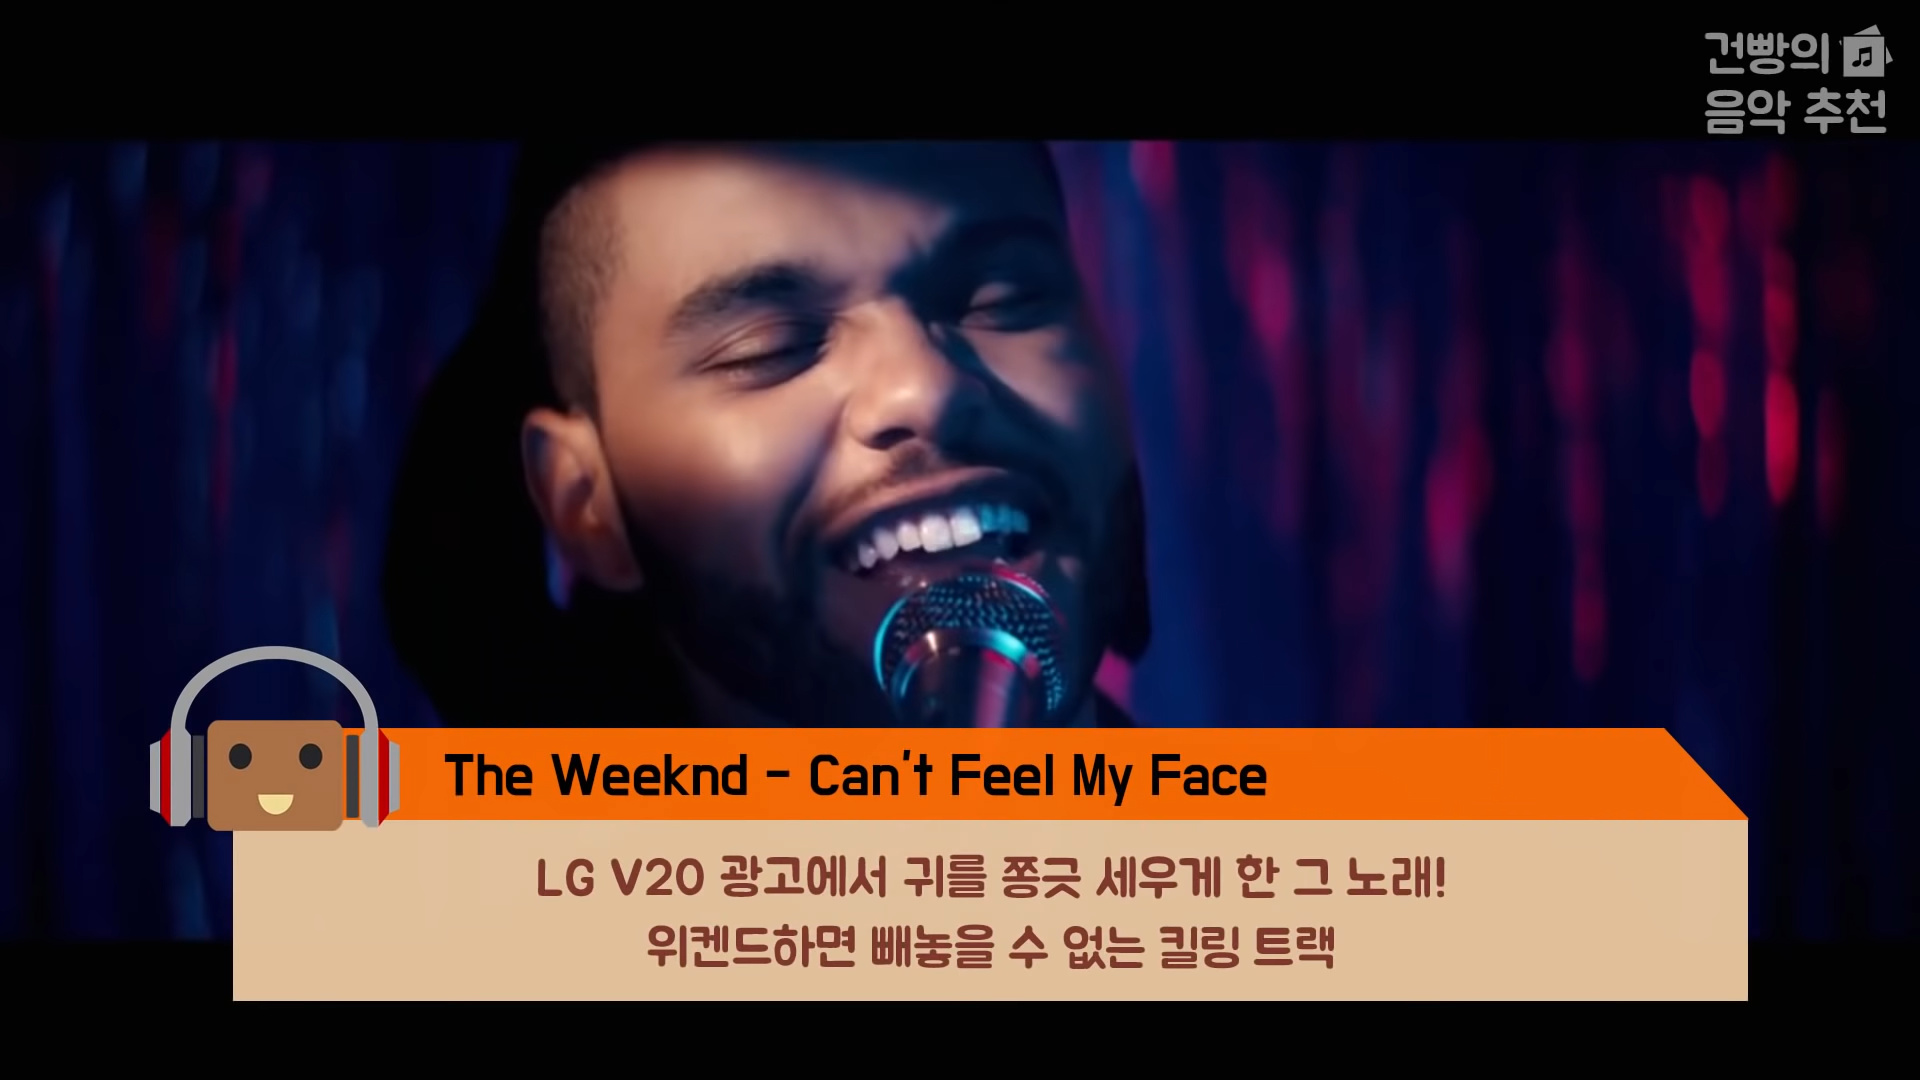 건빵의
음악 추천
The Weeknd - Can't Feel My Face
LG V20 광고에서 귀를 쫑긋 세우게 한 그 노래!
위켄드하면 빼놓을 수 없는 킬링 트랙